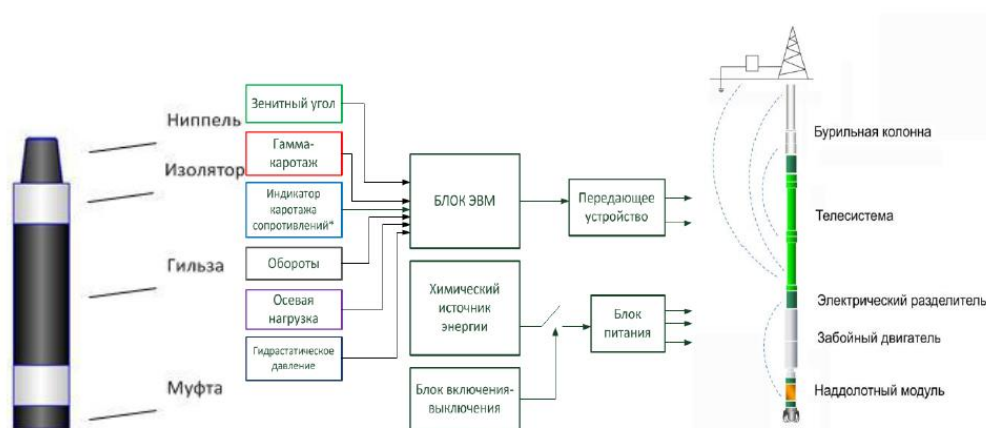 Ниппель
Изолятор
Гильза
Муфта
Зенитный угол
Гамма-
каротаж
Индикатор
каротажа
сопротивлений*
Обороты
Осевая
нагрузка
Гидрастатическое
давление
БЛОК ЭВМ
Химический
источник
энергии
Блок включения-
выключения
Передающее
устройство
Блок
питания
Бурильная колонна
Телесистема
Электрический разделитель
Забойный двигатель
Наддолотный модуль